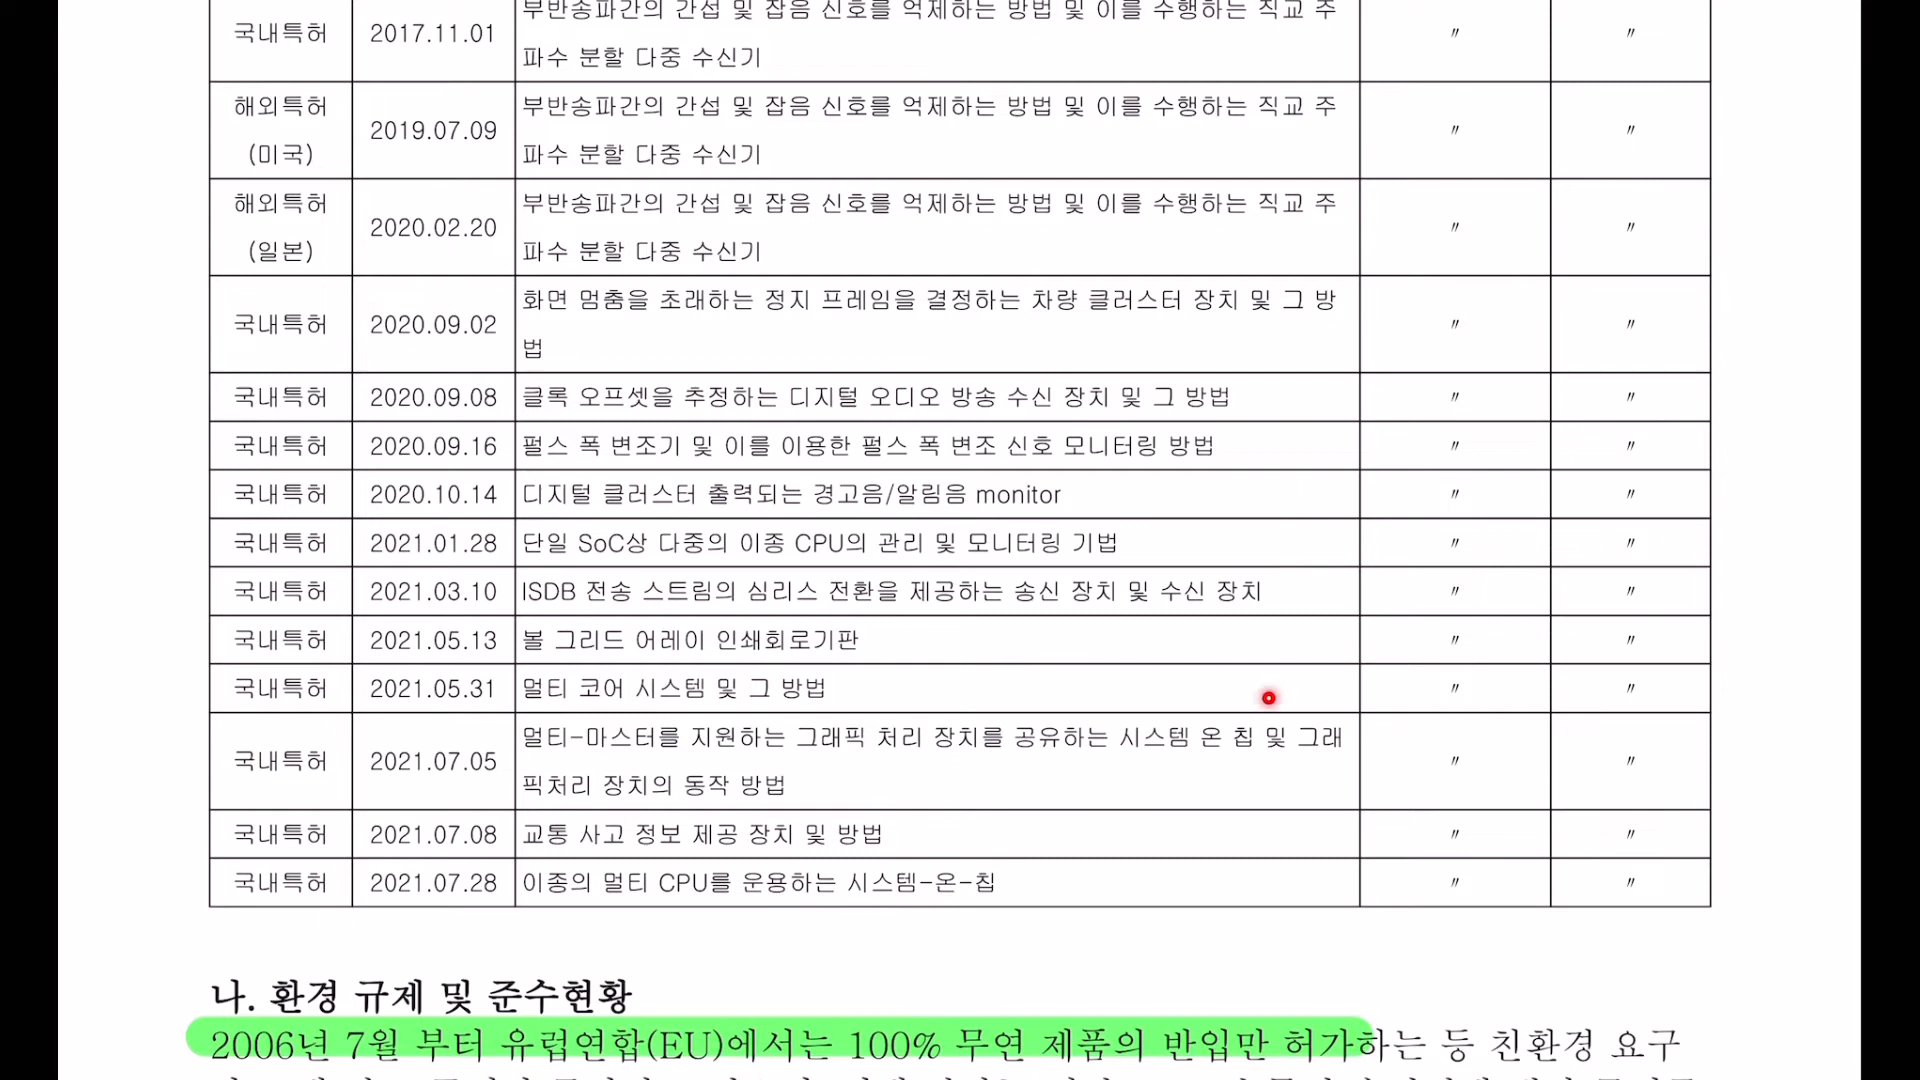 부반송파간의 간섭 및 잡음 신호를 억제하는 방법 및 이를 수행하는 직교 주
국내특허 2017.11.01 〃 〃
파수 분할 다중 수신기
해외특허 부반송파간의 간섭 및 잡음 신호를 억제하는 방법 및 이를 수행하는 직교 주
2019.07.09 〃 〃
(미국) 파수 분할 다중 수신기
해외특허 부반송파간의 간섭 및 잡음 신호를 억제하는 방법 및 이를 수행하는 직교 주
2020.02.20 〃 〃
(일본) 파수 분할 다중 수신기
화면 멈춤을 초래하는 정지 프레임을 결정하는 차량 클러스터 장치 및 그 방
국내특허 2020.09.02 〃 〃
법
국내특허 2020.09.08 클록 오프셋을 추정하는 디지털 오디오 방송 수신 장치 및 그 방법 〃 〃
국내특허 2020.09.16 펄스 폭 변조기 및 이를 이용한 펄스 폭 변조 신호 모니터링 방법 〃 〃
국내특허 2020.10.14 디지털 클러스터 출력되는 경고음/알림음 monitor 〃 〃
국내특허 2021.01.28 단일 SoC상 다중의 이종 CPU의 관리 및 모니터링 기법 〃 〃
국내특허 2021.03.10 ISDB 전송 스트림의 심리스 전환을 제공하는 송신 장치 및 수신 장치 〃 〃
국내특허 2021.05.13 볼 그리드 어레이 인쇄회로기판 〃 〃
국내특허 2021.05.31 멀티 코어 시스템 및 그 방법 〃 〃
멀티-마스터를 지원하는 그래픽 처리 장치를 공유하는 시스템 온 칩 및 그래
국내특허 2021.07.05 〃 〃
픽처리 장치의 동작 방법
국내특허 2021.07.08 교통 사고 정보 제공 장치 및 방법 〃 〃
국내특허 2021.07.28 이종의 멀티 CPU를 운용하는 시스템-온-칩 〃 〃
나. 환경 규제 및 준수현황
2006년 7월 부터 유럽연합(EU)에서는 100% 무연 제품의 반입만 허가하는 등 친환경 요구